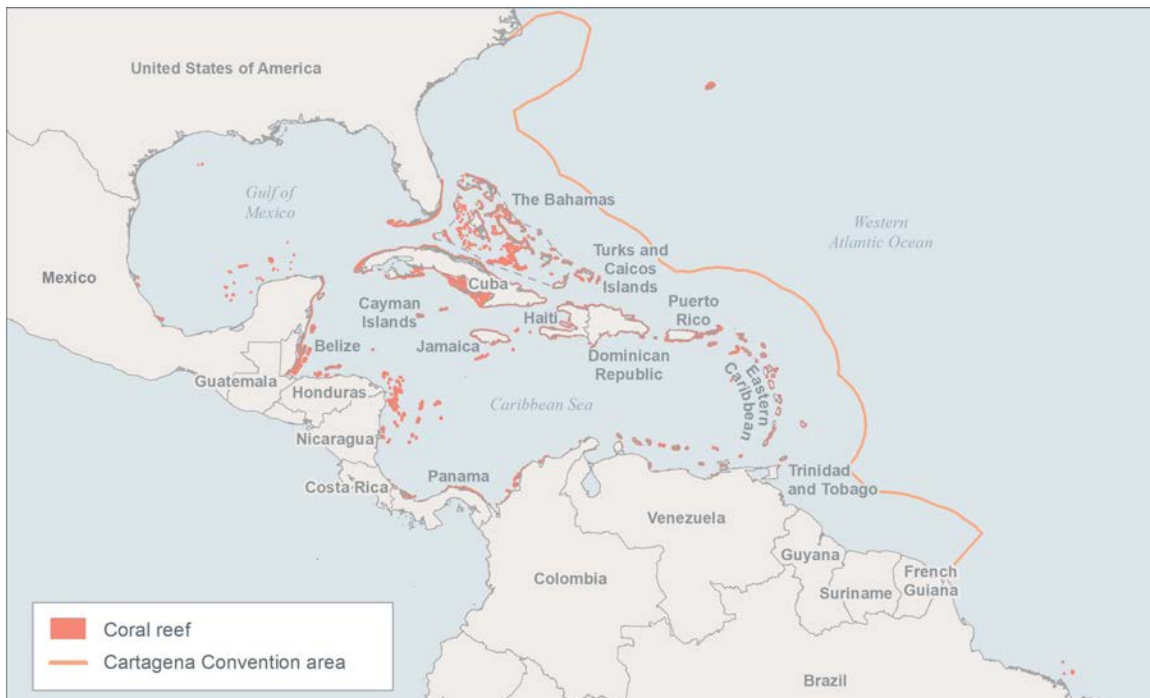 United States of America
Gulf of
Mexico
The Bahamas
Western
Atlantic Ocean
Mexico
Turks and
Caicos
Islands
Cuba
Cayman
Islands
Haiti
Puerto
Rico
Belize
Jamaica
Dominican
Republic
Guatemala
Honduras
Caribbean Sea
Eastern
Caribbean
Nicaragua
Costa Rica
Panama
Trinidad
and Tobago
Venezuela
Guyana
Colombia
Suriname
French
Guiana
Brazil
Coral reef
Cartagena Convention area